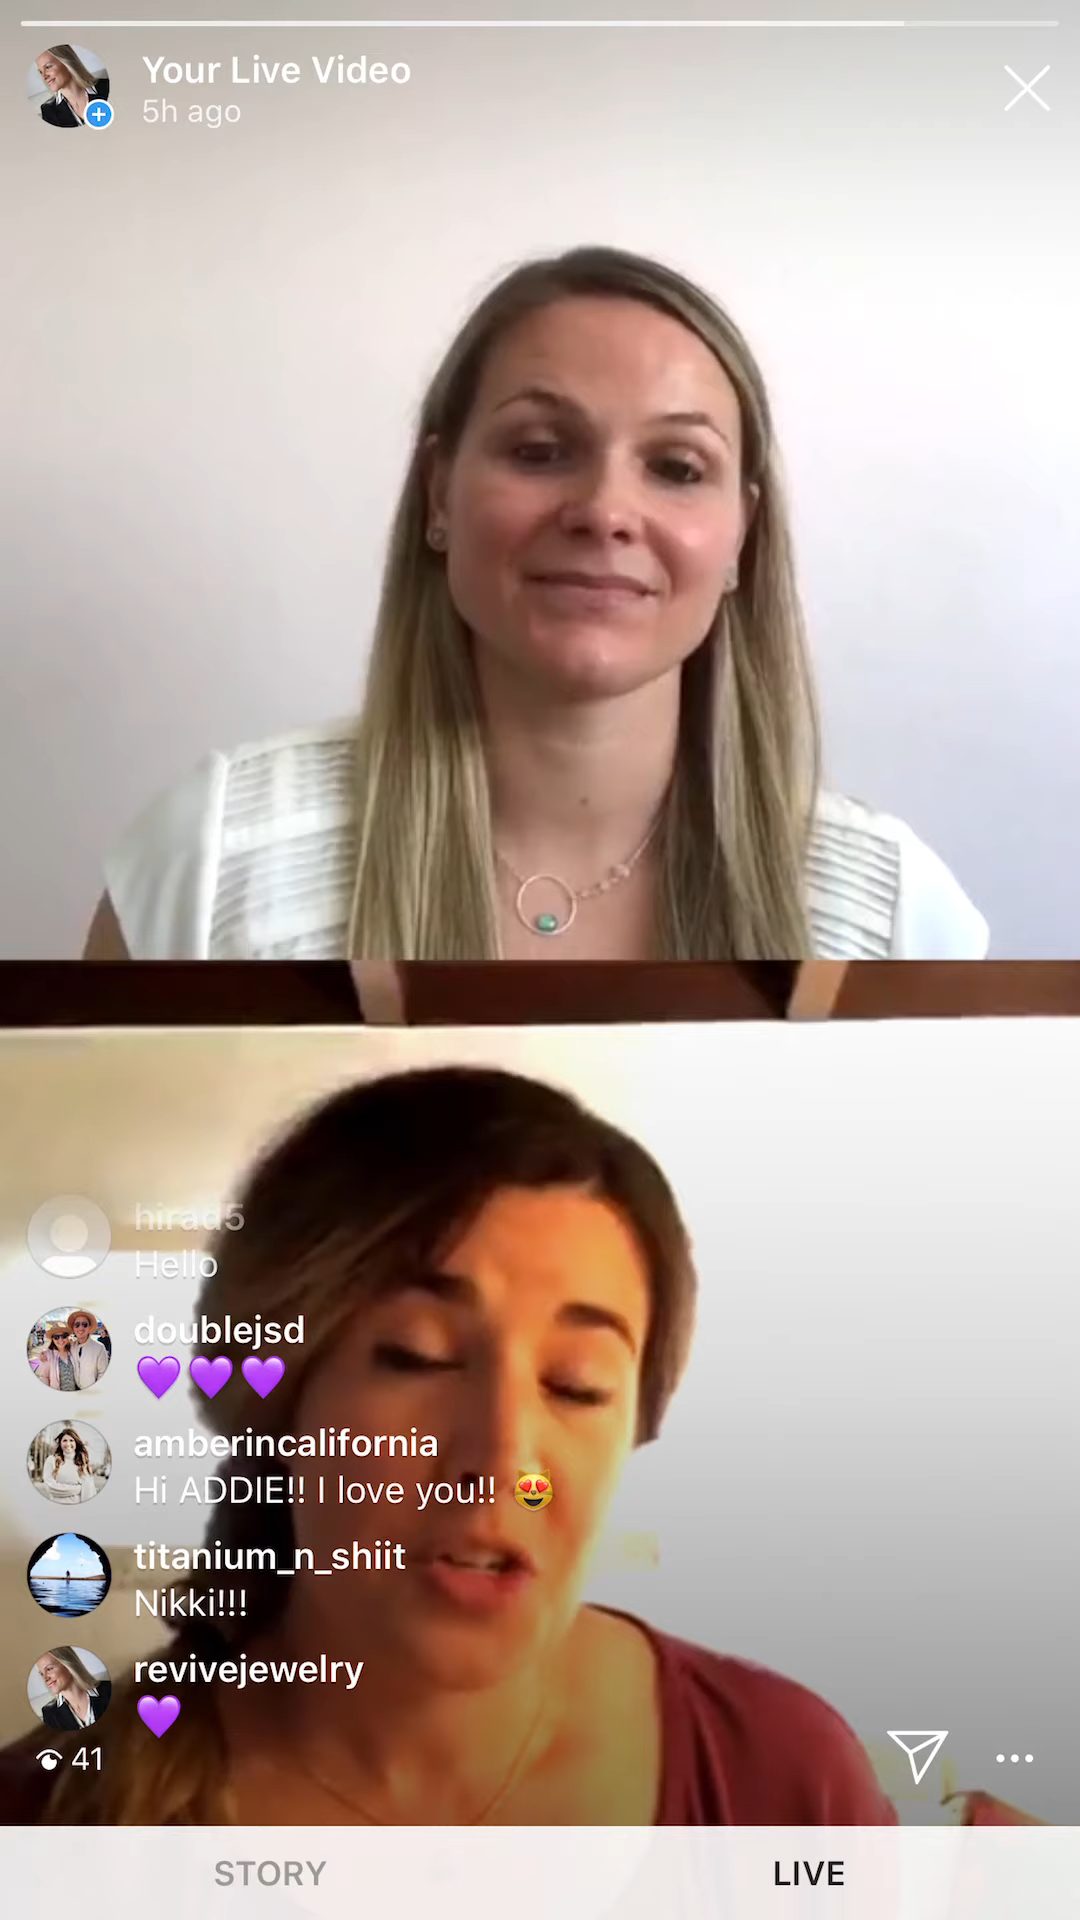 Your Live Video
5h ago
hirad5
Hello
doublejsd
💜💜💜
amberincalifornia
Hi ADDIE!! I love you!! 😻
titanium_n_shiit
Nikki!!!
revivejewelry
💜
41
STORY
LIVE